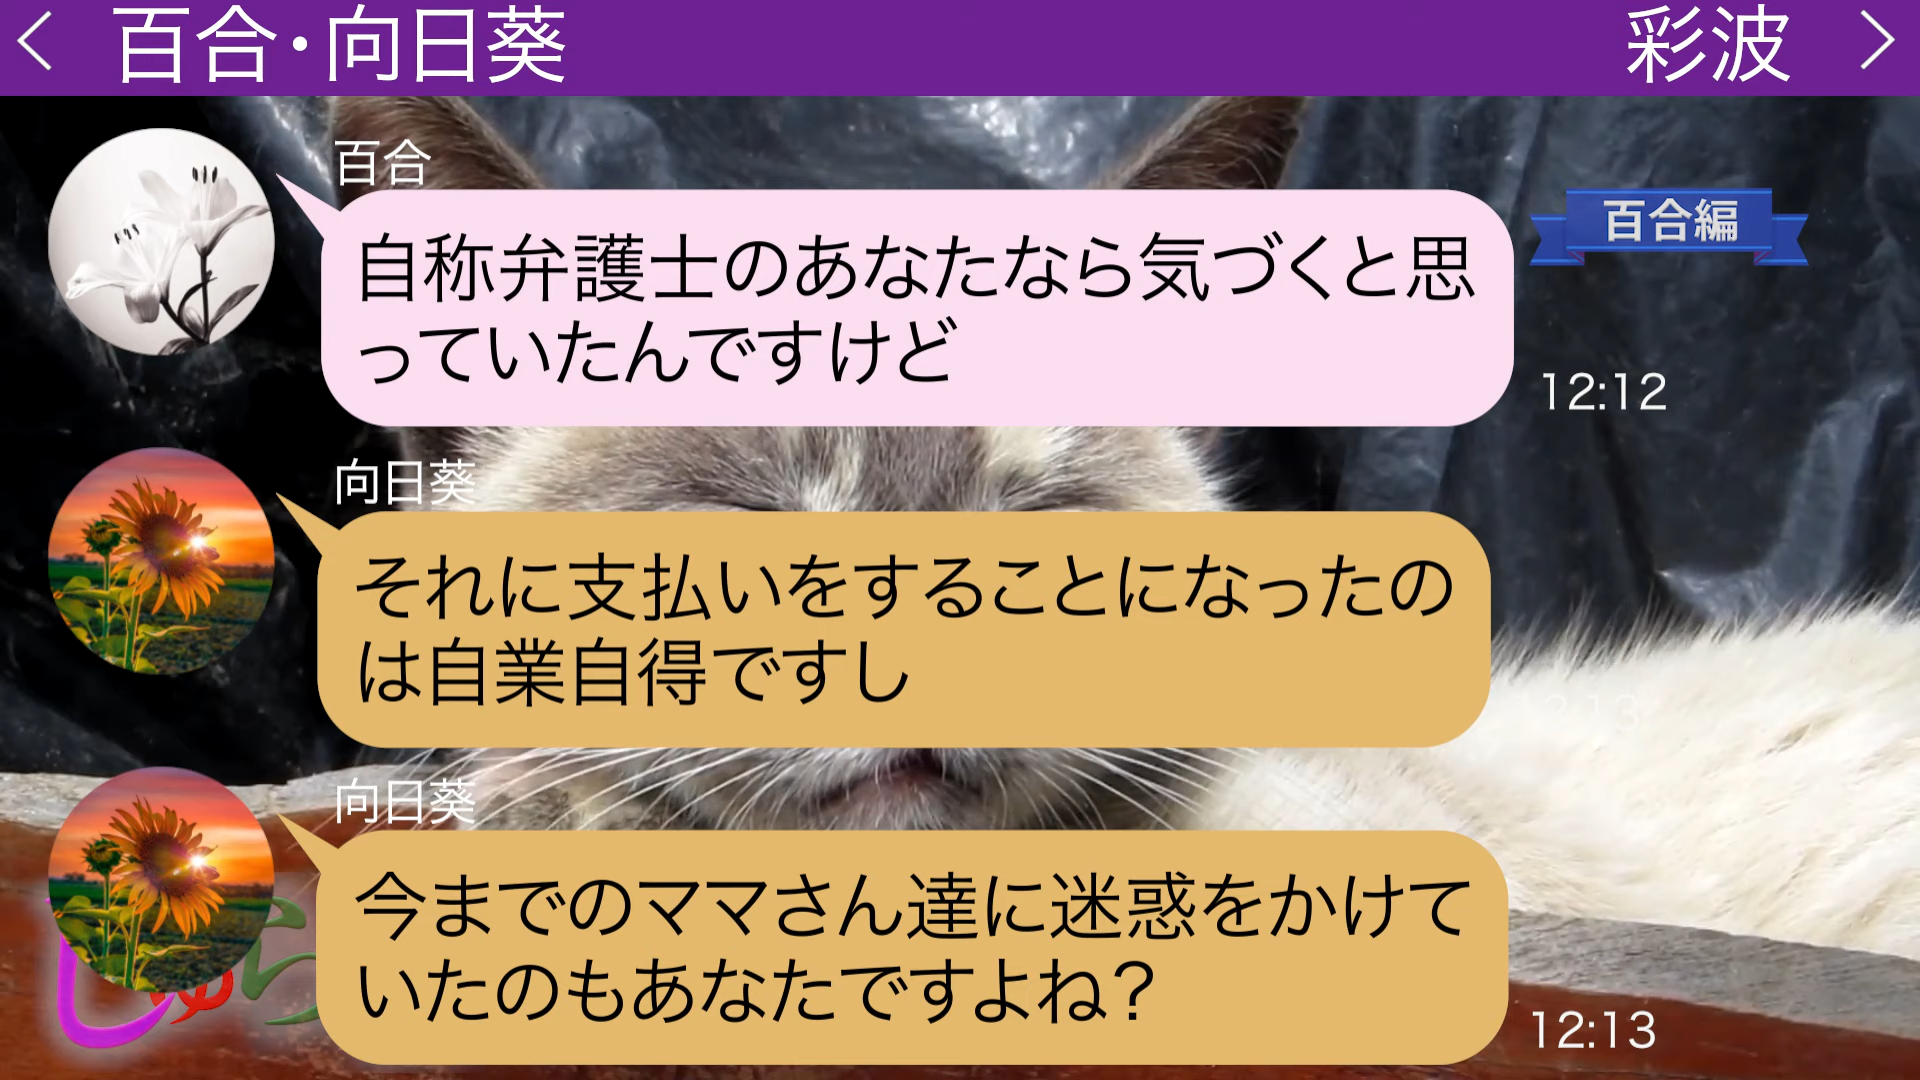 百合・向日葵
彩波
百合
百合編
自称弁護士のあなたなら気づくと思
っていたんですけど
12:12
向日葵
それに支払いをすることになったの
は自業自得ですし
12:13
向日葵
今までのママさん達に迷惑をかけて
いたのもあなたですよね？
12:13